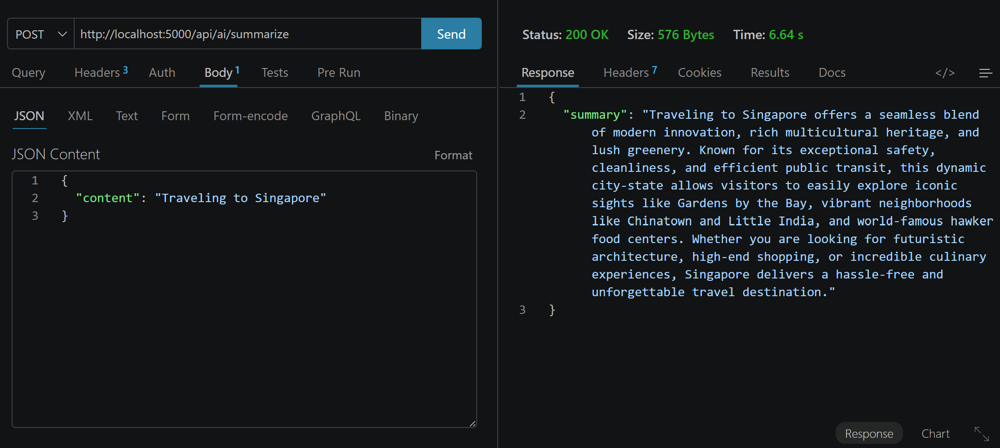 POST http://localhost:5000/api/ai/summarize Send
Query Headers 3 Auth Body 1 Tests Pre Run
JSON XML Text Form Form-encode GraphQL Binary
JSON Content Format
1 {
2 "content": "Traveling to Singapore"
3 }
Status: 200 OK Size: 576 Bytes Time: 6.64 s
Response Headers 7 Cookies Results Docs </>
1 {
2 "summary": "Traveling to Singapore offers a seamless blend
of modern innovation, rich multicultural heritage, and
lush greenery. Known for its exceptional safety,
cleanliness, and efficient public transit, this dynamic
city-state allows visitors to easily explore iconic
sights like Gardens by the Bay, vibrant neighborhoods
like Chinatown and Little India, and world-famous hawker
food centers. Whether you are looking for futuristic
architecture, high-end shopping, or incredible culinary
experiences, Singapore delivers a hassle-free and
unforgettable travel destination."
3 }
Response Chart